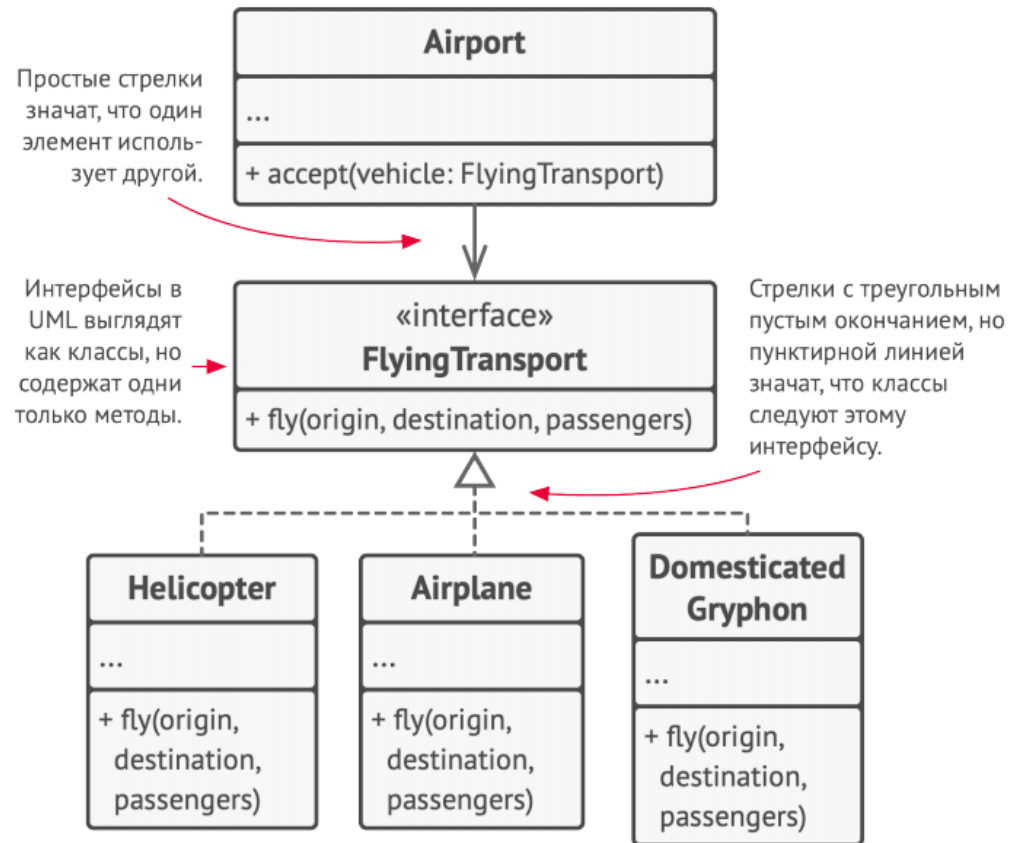 Airport
...
+ accept(vehicle: FlyingTransport)
Простые стрелки
значат, что один
элемент исполь-
зует другой.
«interface»
FlyingTransport
+ fly(origin, destination, passengers)
Интерфейсы в
UML выглядят
как классы, но
содержат одни
только методы.
Стрелки с треугольным
пустым окончанием, но
пунктирной линией
значат, что классы
следуют этому
интерфейсу.
Helicopter
...
+ fly(origin,
destination,
passengers)
Airplane
...
+ fly(origin,
destination,
passengers)
Domesticated
Gryphon
...
+ fly(origin,
destination,
passengers)